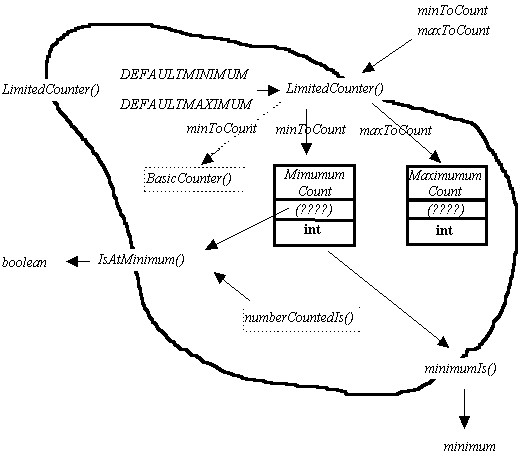 minToCount
maxToCount
LimitedCounter()
DEFAULTMINIMUM
DEFAULTMAXIMUM
LimitedCounter()
minToCount
minToCount
maxToCount
BasicCounter()
Mimumum
Count
(????)
int
Maximumum
Count
(????)
int
boolean
IsAtMinimum()
numberCountedIs()
minimumIs()
minimum